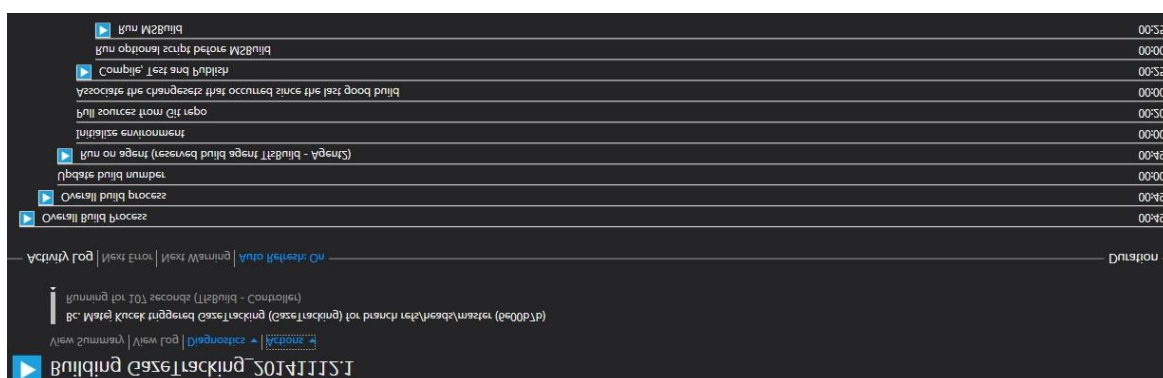 Building GazeTracking_20141112.1
View Summary | View Log | Diagnostics | Actions
Bc. Matej Kucek triggered GazeTracking (GazeTracking) for branch refs/heads/master (6e00b7b)
Running for 107 seconds (TfsBuild - Controller)
Activity Log | Next Error | Next Warning | Auto Refresh: On Duration
Overall Build Process 00:49
Overall build process 00:49
Update build number 00:00
Run on agent (reserved build agent TfsBuild - Agent2) 00:49
Initialize environment 00:00
Pull sources from Git repo 00:20
Associate the changesets that occurred since the last good build 00:00
Compile, Test and Publish 00:25
Run optional script before MSBuild 00:00
Run MSBuild 00:25